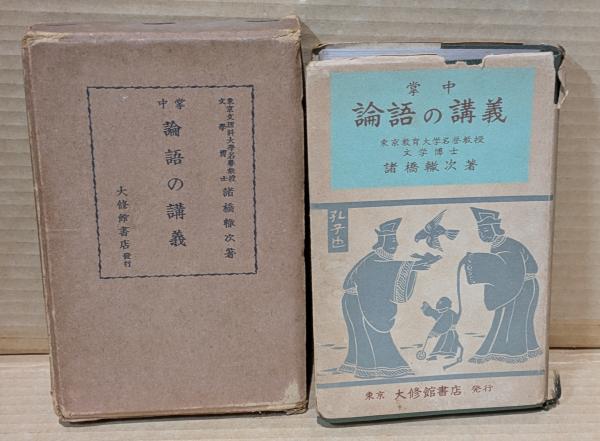 東京文理科大学名誉教授
文學博士
諸橋轍次著
掌中
論語の講義
大修館書店發行
掌中
論語の講義
東京教育大学名誉教授
文学博士
諸橋轍次著
孔子也
東京 大修館書店 発行